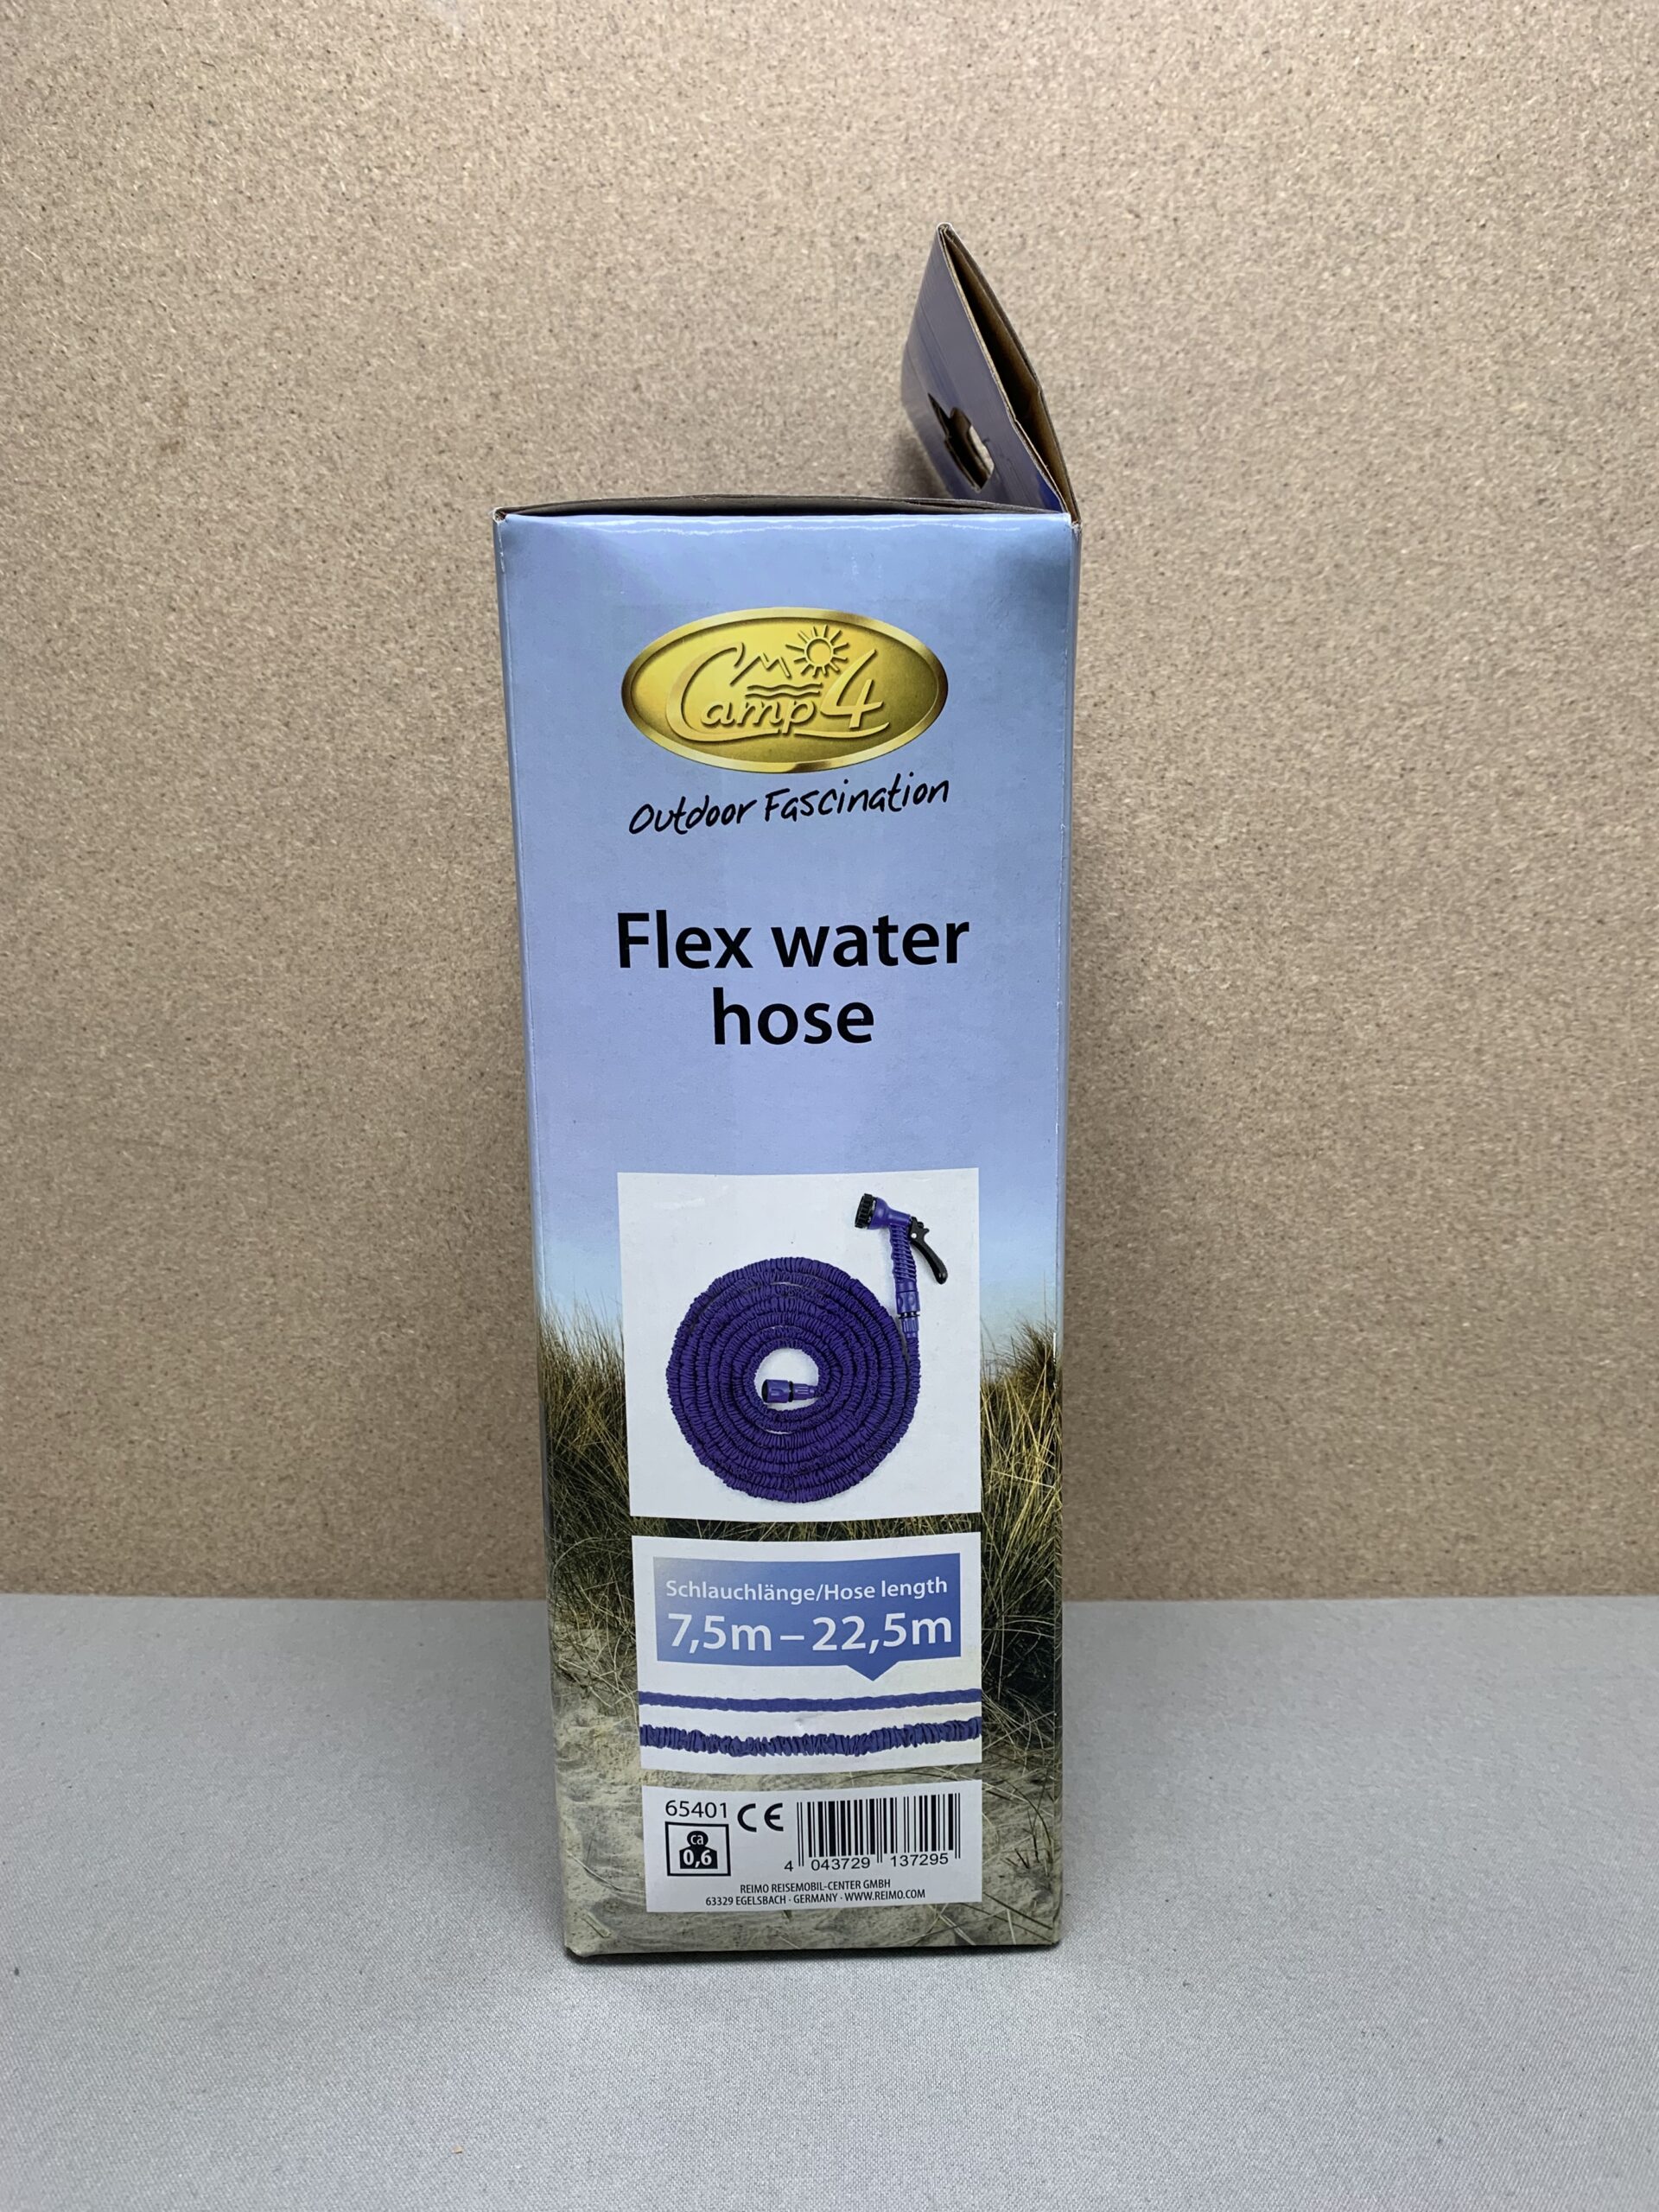 Camp4
Outdoor Fascination
Flex water
hose
Schlauchlänge/Hose length
7,5m – 22,5m
65401 CE
ca
0,6
4 043729 137295
REIMO REISEMOBIL-CENTER GMBH
63329 EGELSBACH · GERMANY · WWW.REIMO.COM